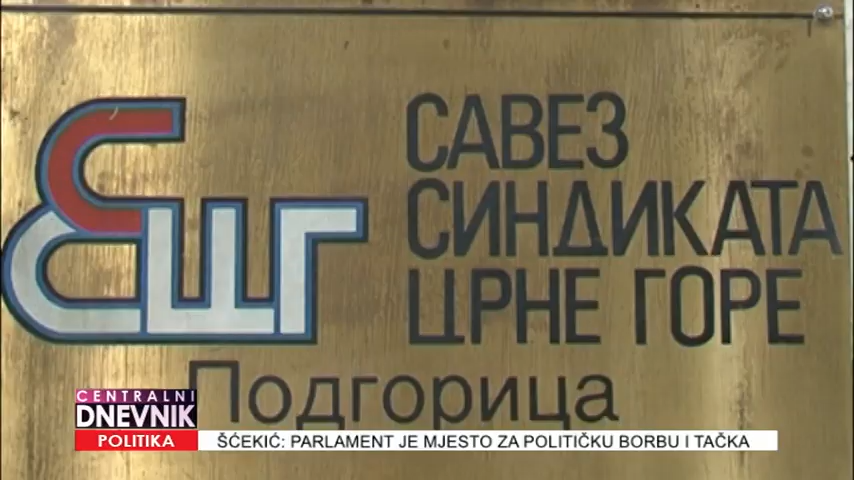 САВЕЗ
СИНДИКАТА
ЦРНЕ ГОРЕ
ССЦГ
Подгорица
CENTRALNI
DNEVNIK
POLITIKA
ŠĆEKIĆ: PARLAMENT JE MJESTO ZA POLITIČKU BORBU I TAČKA